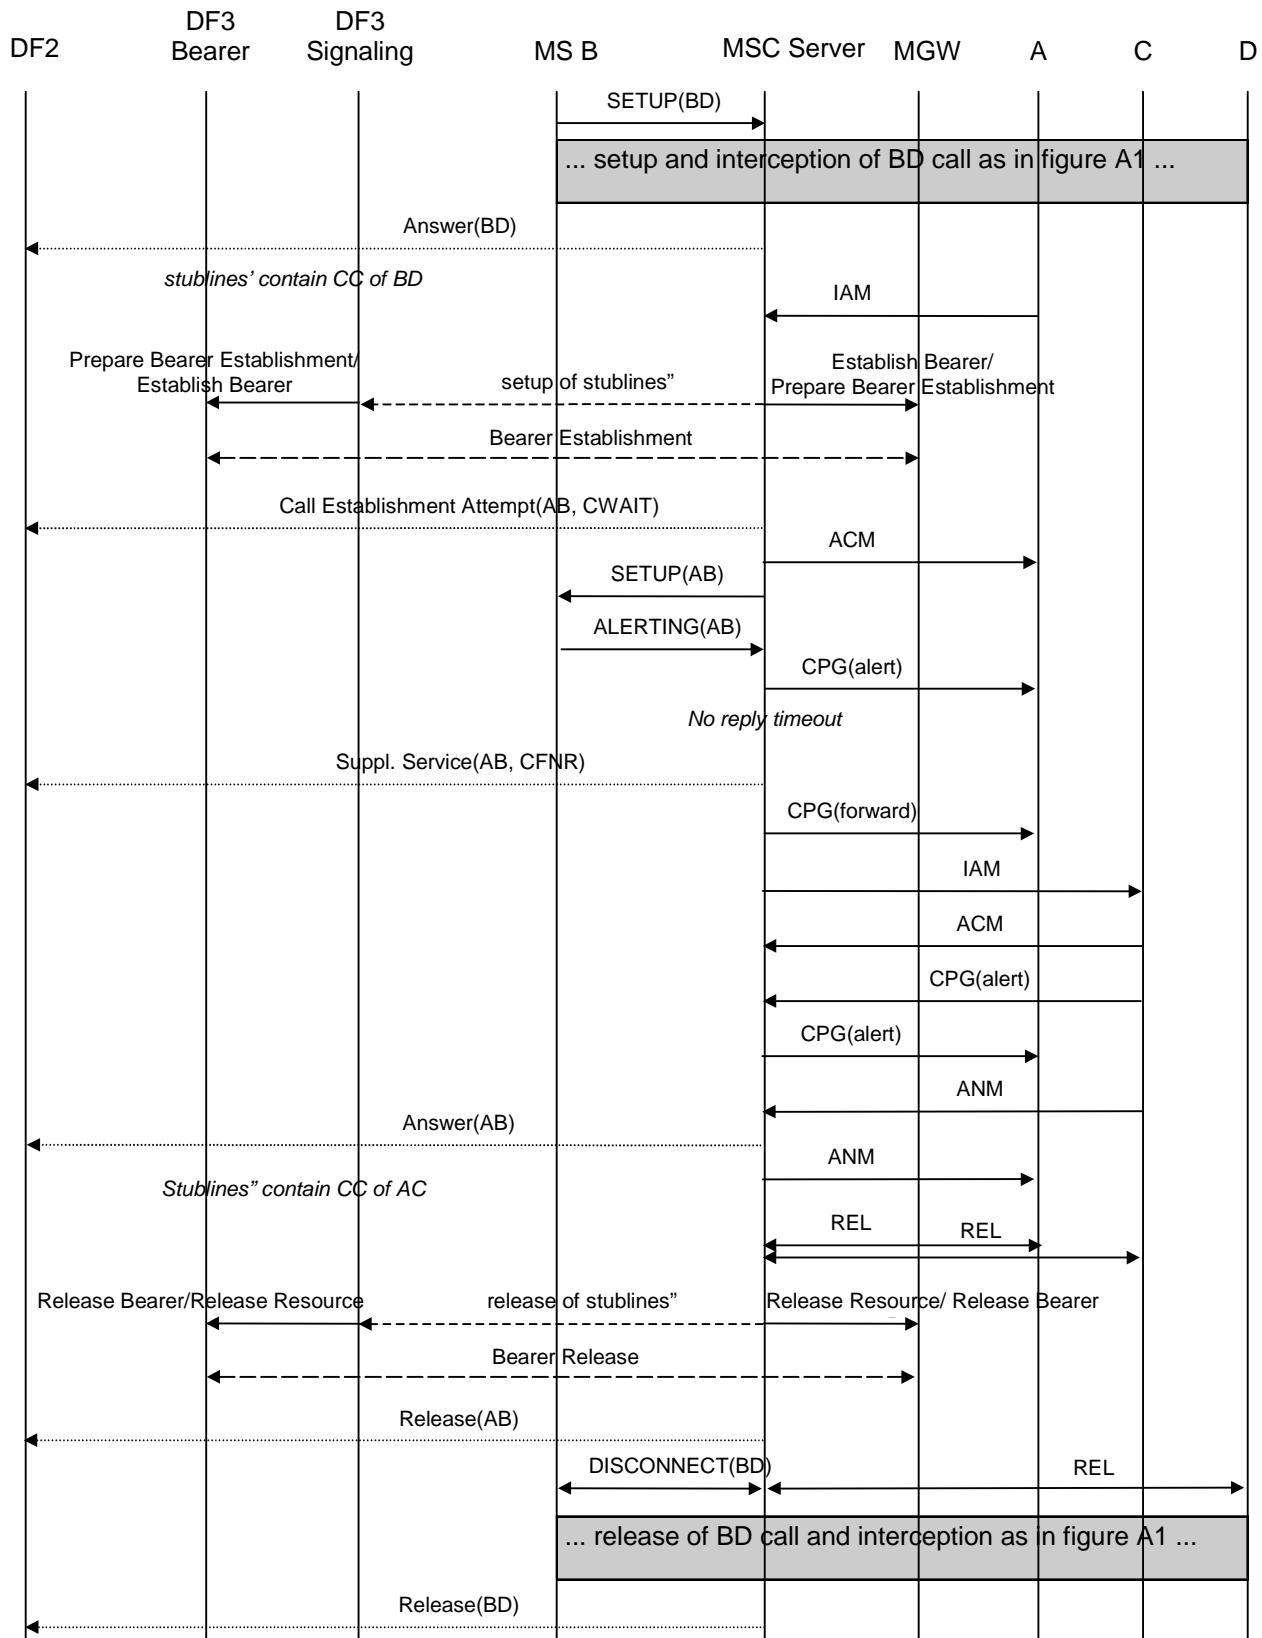 DF2
DF3
Bearer
DF3
Signaling
MS B
MSC Server
MGW
A
C
D
SETUP(BD)
... setup and interception of BD call as in figure A1 ...
Answer(BD)
stublines’ contain CC of BD
IAM
Prepare Bearer Establishment/
Establish Bearer
setup of stublines”
Establish Bearer/
Prepare Bearer Establishment
Bearer Establishment
Call Establishment Attempt(AB, CWAIT)
ACM
SETUP(AB)
ALERTING(AB)
CPG(alert)
No reply timeout
Suppl. Service(AB, CFNR)
CPG(forward)
IAM
ACM
CPG(alert)
CPG(alert)
ANM
Answer(AB)
ANM
Stublines” contain CC of AC
REL
REL
Release Bearer/Release Resource
release of stublines”
Release Resource/ Release Bearer
Bearer Release
Release(AB)
DISCONNECT(BD)
REL
... release of BD call and interception as in figure A1 ...
Release(BD)